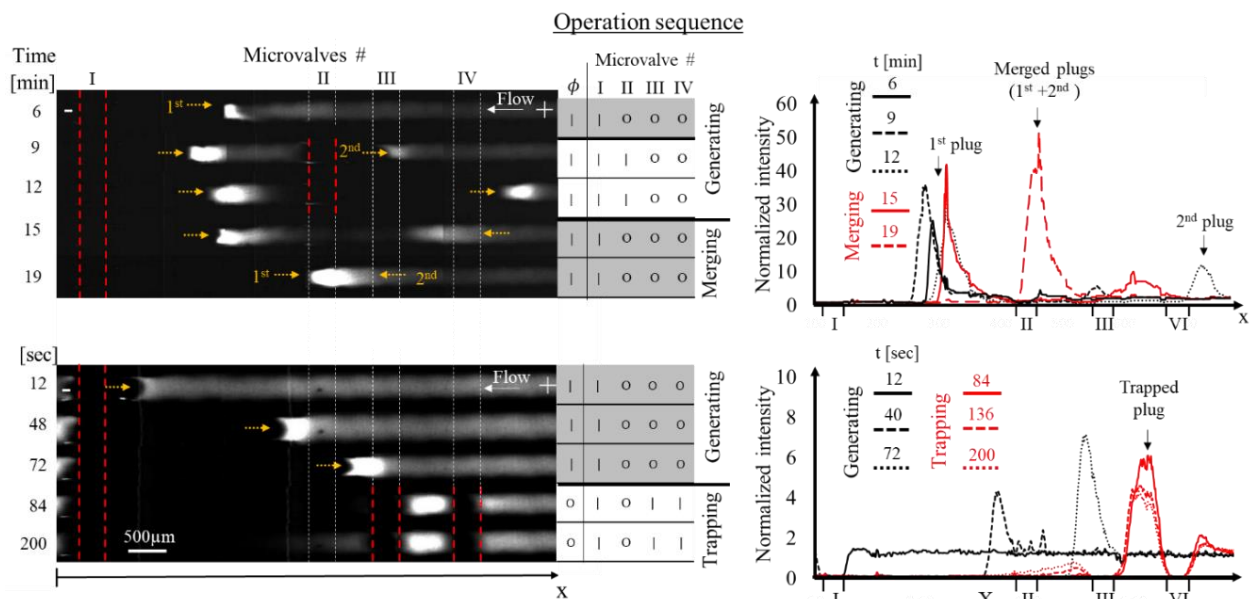 Operation sequence
Time
[min]
Microvalves #
I II III IV
Microvalve #
ϕ I II III IV
6 1st Flow + - | | O O O
9 2nd | | | O O
12 | | | O O
Generating
15 | | O O O
19 1st 2nd | | O O O
Merging
[sec]
12 - Flow + | | O O O
48 | | O O O
72 | | O O O
Generating
84 O | O | |
200 O | O | |
Trapping
500µm
x
t [min]
Generating
6
9
12
Merging
15
19
Merged plugs
(1st +2nd )
1st plug
2nd plug
Normalized intensity
60
50
40
30
20
10
0
I II III VI
x
t [sec]
Generating
12
40
72
Trapping
84
136
200
Trapped
plug
Normalized intensity
10
8
6
4
2
0
I X II III VI